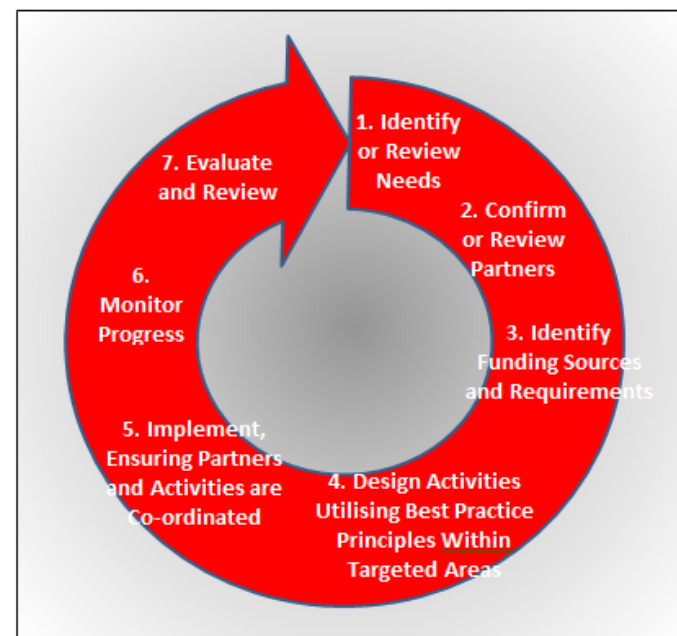 1. Identify
or Review
Needs
2. Confirm
or Review
Partners
3. Identify
Funding Sources
and Requirements
4. Design Activities
Utilising Best Practice
Principles Within
Targeted Areas
5. Implement,
Ensuring Partners
and Activities are
Co-ordinated
6.
Monitor
Progress
7. Evaluate
and Review